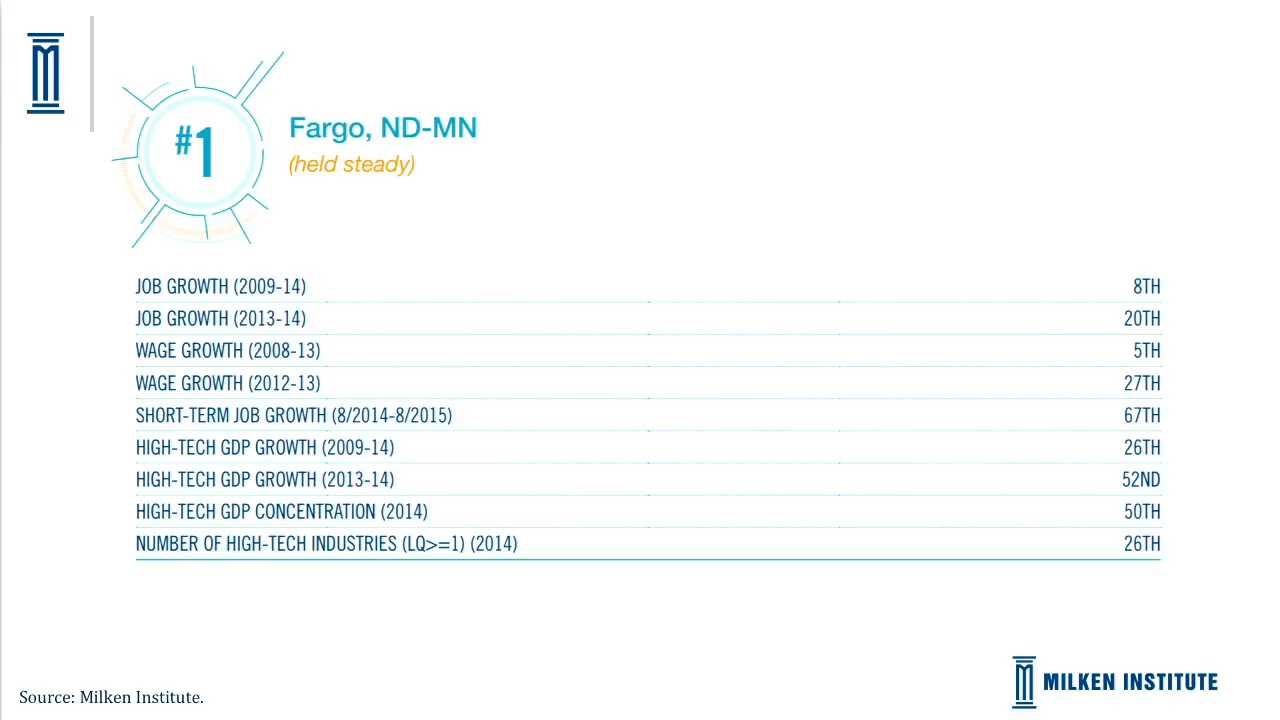 #1
Fargo, ND-MN
(held steady)
JOB GROWTH (2009-14) 8TH
JOB GROWTH (2013-14) 20TH
WAGE GROWTH (2008-13) 5TH
WAGE GROWTH (2012-13) 27TH
SHORT-TERM JOB GROWTH (8/2014-8/2015) 67TH
HIGH-TECH GDP GROWTH (2009-14) 26TH
HIGH-TECH GDP GROWTH (2013-14) 52ND
HIGH-TECH GDP CONCENTRATION (2014) 50TH
NUMBER OF HIGH-TECH INDUSTRIES (LQ>=1) (2014) 26TH
MILKEN INSTITUTE
Source: Milken Institute.